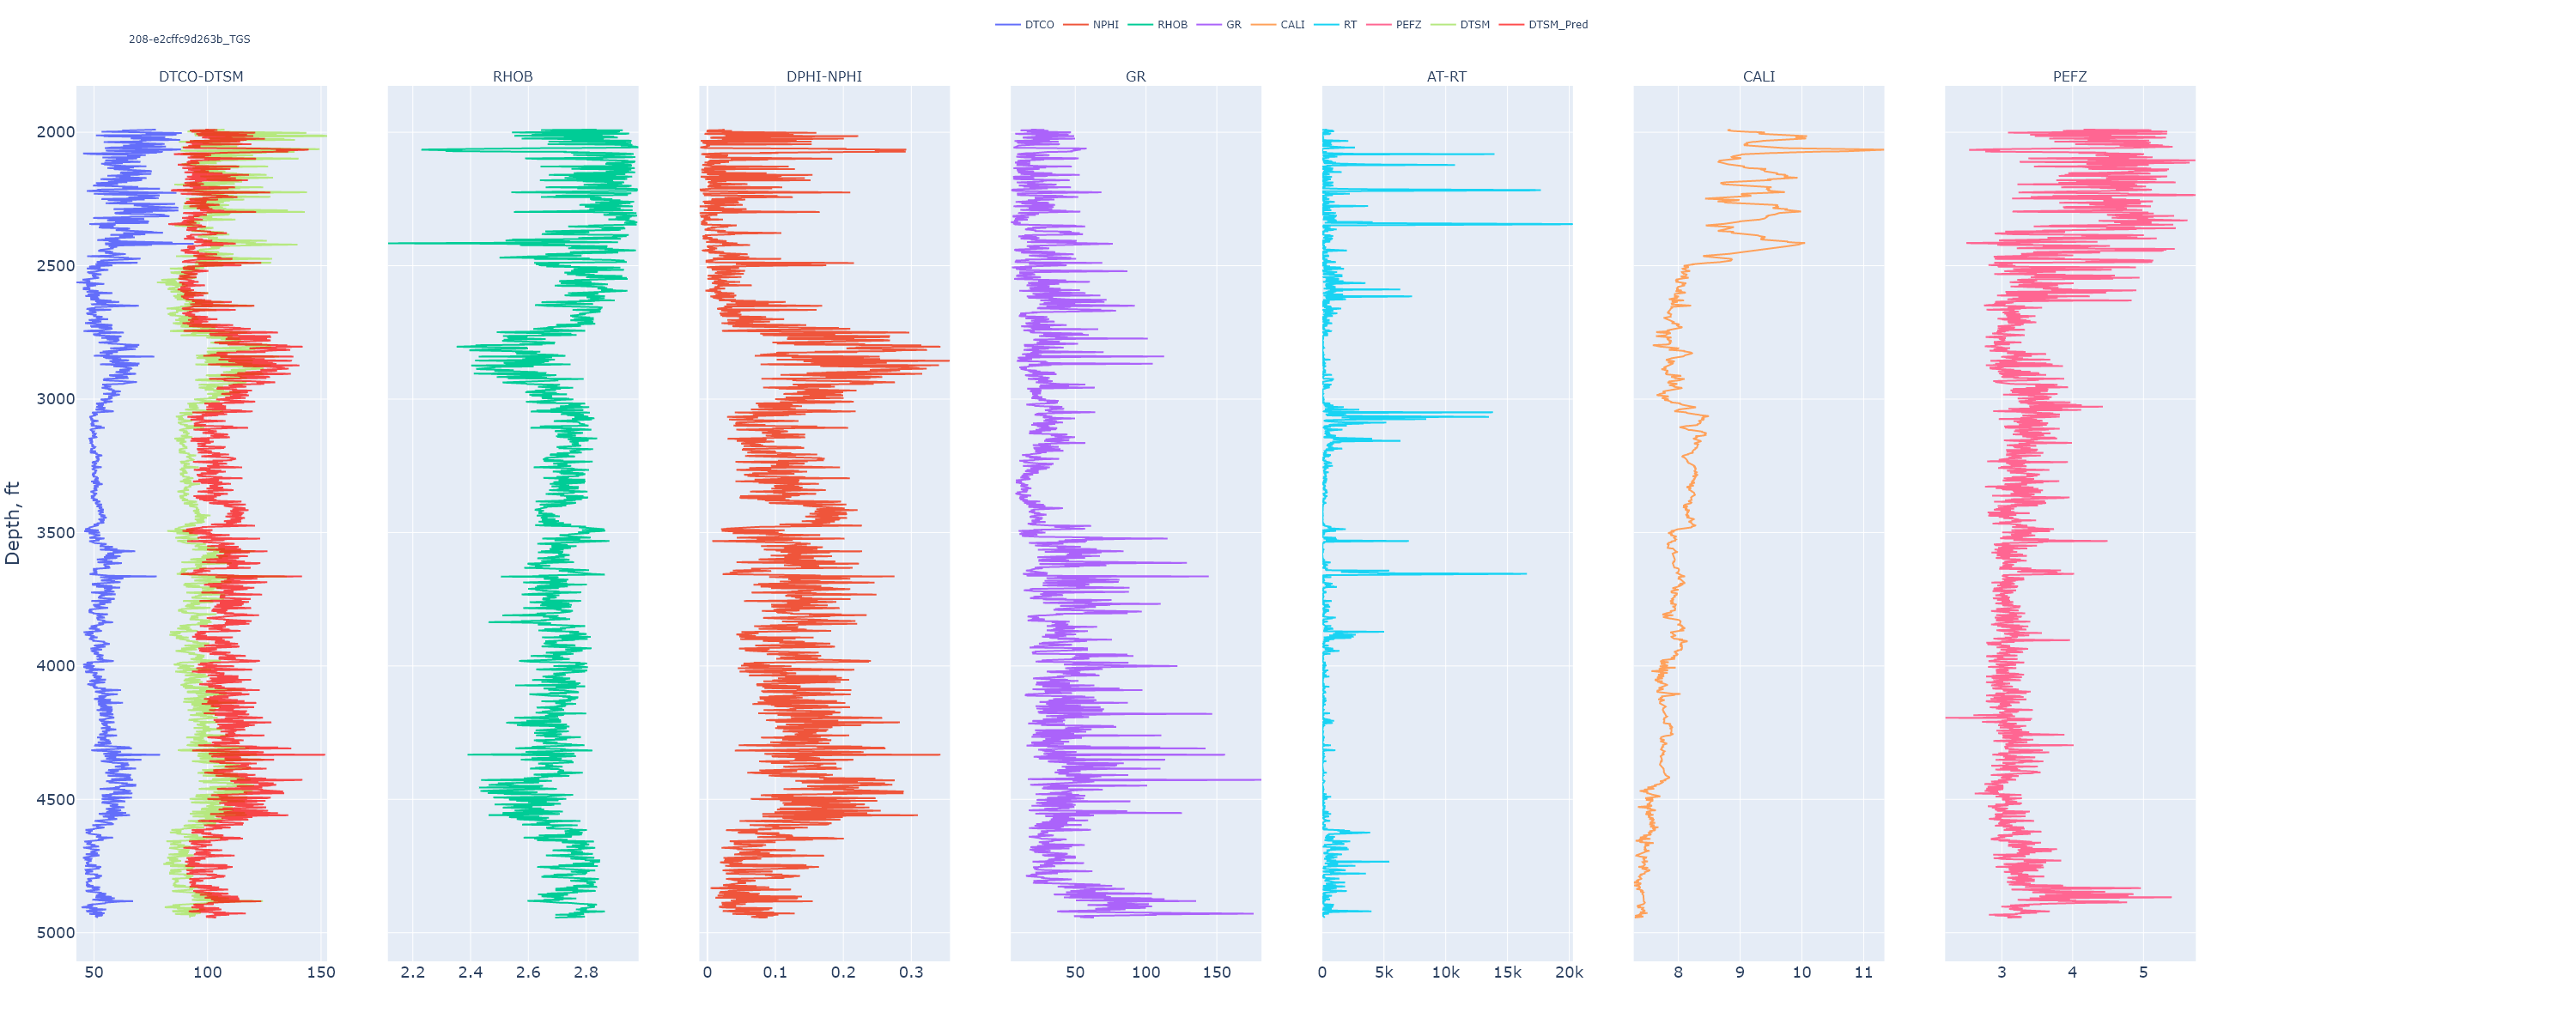 DTCO NPHI RHOB GR CALI RT PEFZ DTSM DTSM_Pred
208-e2cffc9d263b_TGS
DTCO-DTSM RHOB DPHI-NPHI GR AT-RT CALI PEFZ
2000
2500
3000
3500
4000
4500
5000
Depth, ft
50 100 150 2.2 2.4 2.6 2.8 0 0.1 0.2 0.3 50 100 150 0 5k 10k 15k 20k 8 9 10 11 3 4 5